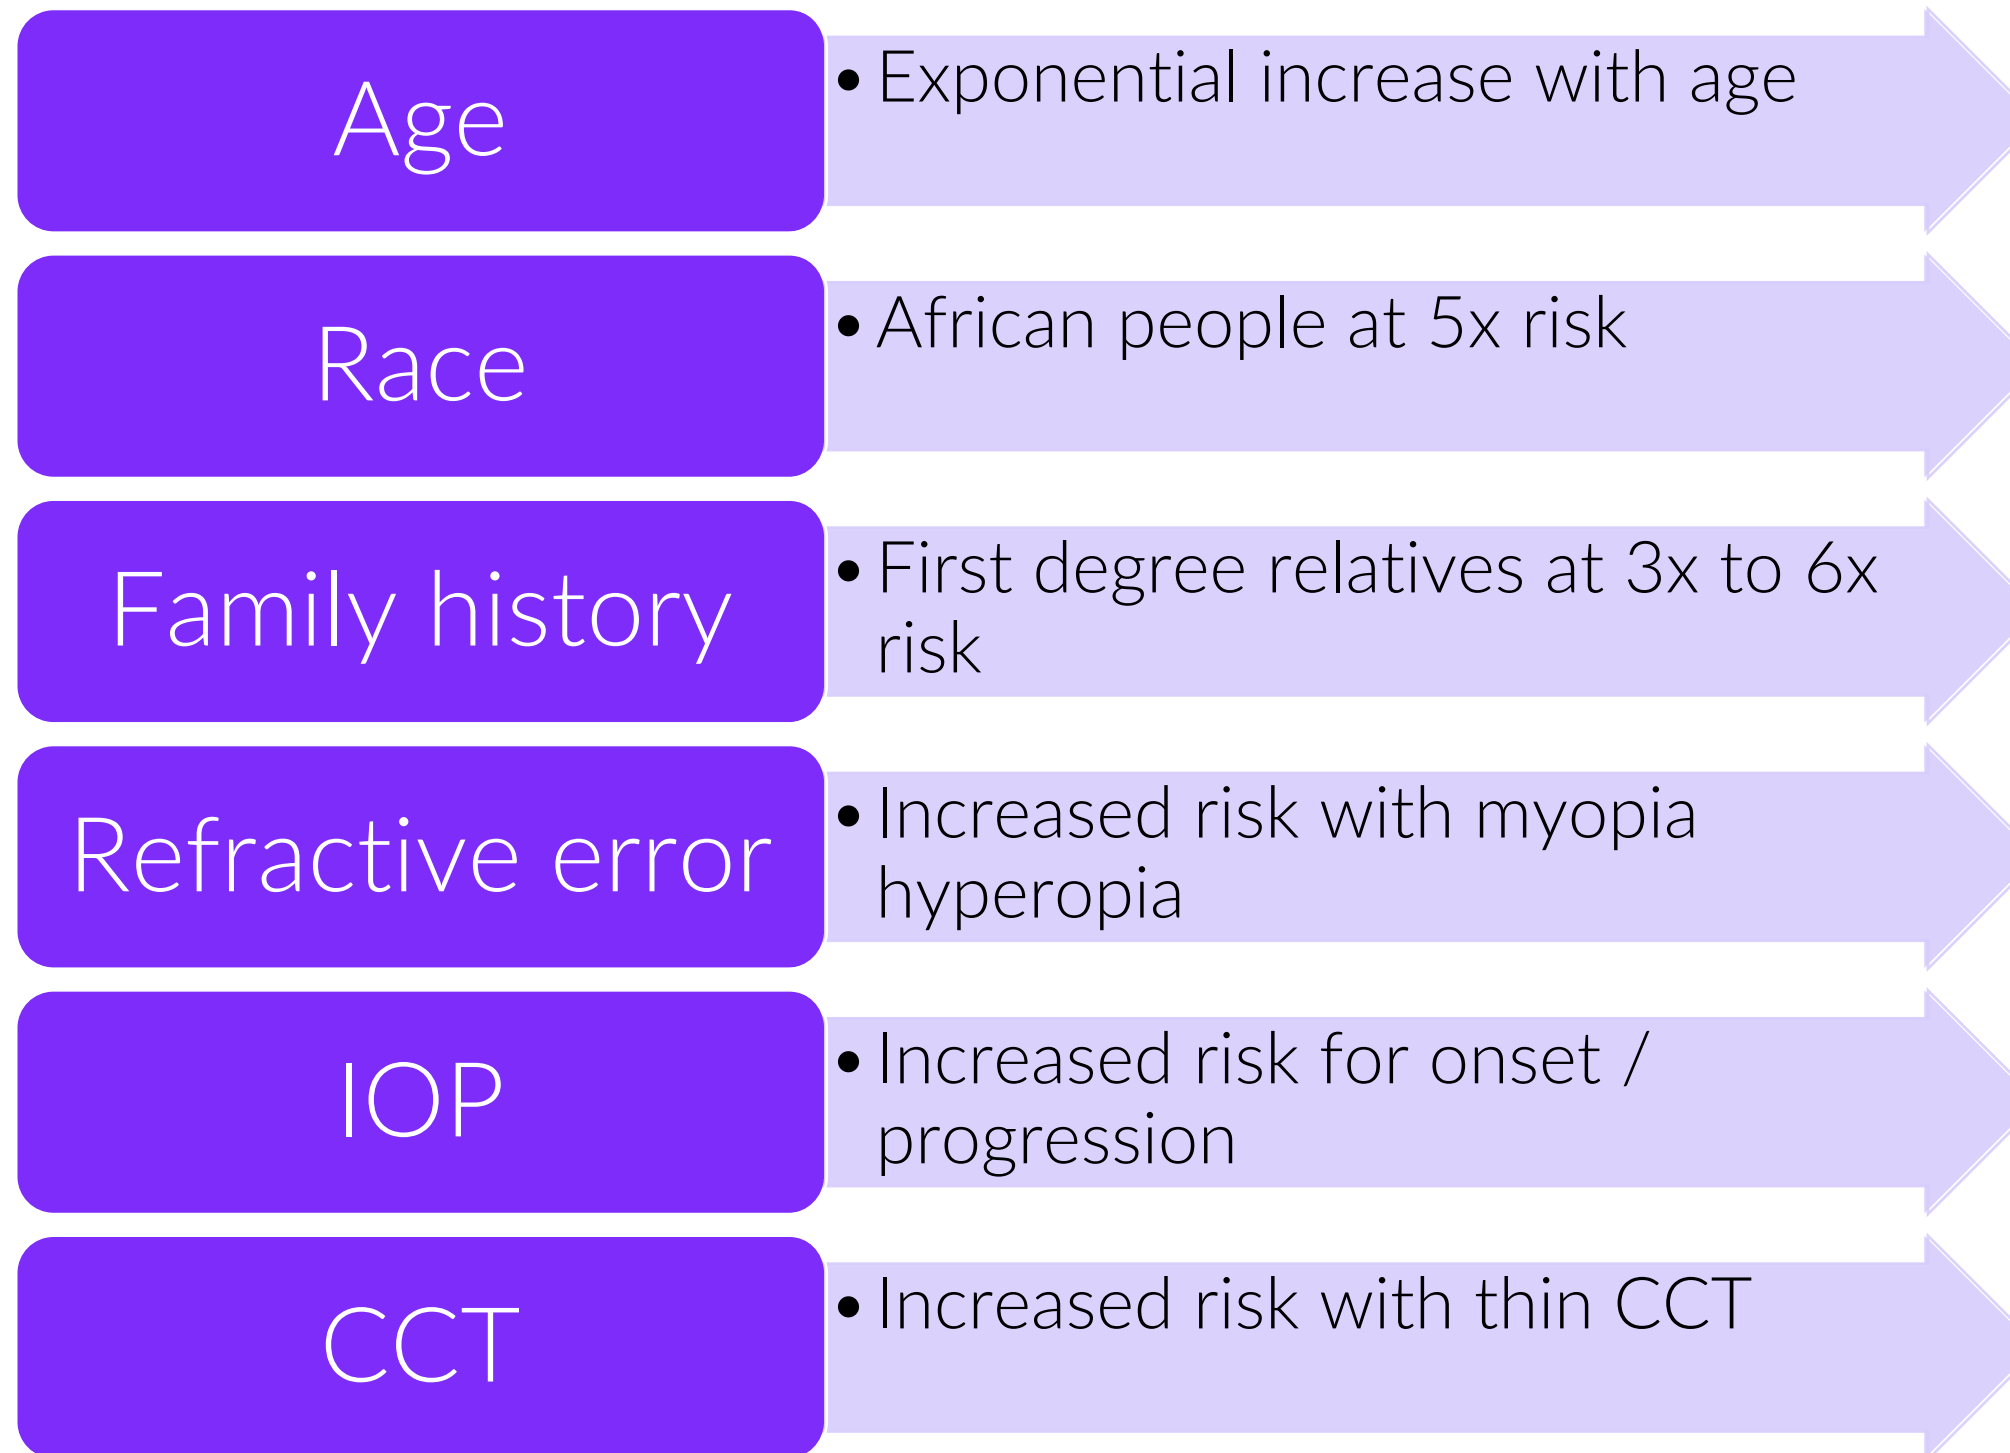 Age
• Exponential increase with age
Race
• African people at 5x risk
Family history
• First degree relatives at 3x to 6x
risk
Refractive error
• Increased risk with myopia
hyperopia
IOP
• Increased risk for onset /
progression
CCT
• Increased risk with thin CCT